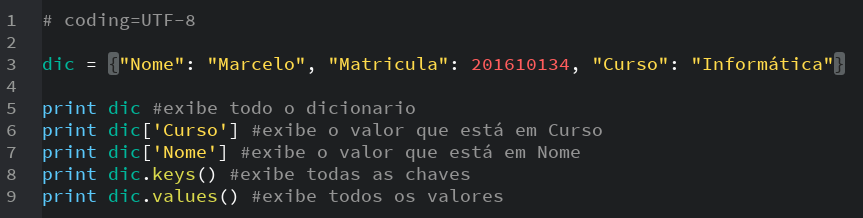 1 # coding=UTF-8
2
3 dic = {"Nome": "Marcelo", "Matricula": 201610134, "Curso": "Informática"}
4
5 print dic #exibe todo o dicionario
6 print dic['Curso'] #exibe o valor que está em Curso
7 print dic['Nome'] #exibe o valor que está em Nome
8 print dic.keys() #exibe todas as chaves
9 print dic.values() #exibe todos os valores